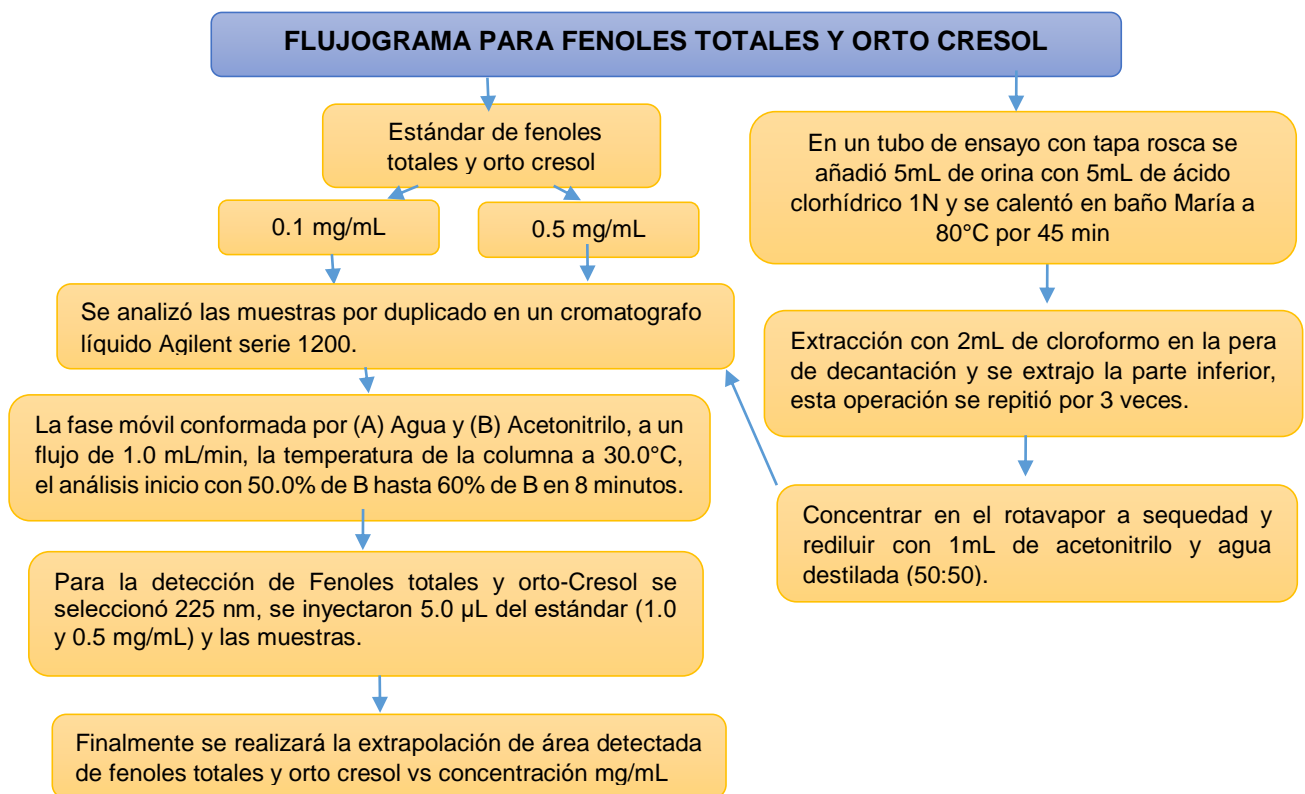 FLUJOGRAMA PARA FENOLES TOTALES Y ORTO CRESOL
Estándar de fenoles
totales y orto cresol
0.1 mg/mL
0.5 mg/mL
Se analizó las muestras por duplicado en un cromatografo
líquido Agilent serie 1200.
La fase móvil conformada por (A) Agua y (B) Acetonitrilo, a un
flujo de 1.0 mL/min, la temperatura de la columna a 30.0°C,
el análisis inicio con 50.0% de B hasta 60% de B en 8 minutos.
Para la detección de Fenoles totales y orto-Cresol se
seleccionó 225 nm, se inyectaron 5.0 µL del estándar (1.0
y 0.5 mg/mL) y las muestras.
Finalmente se realizará la extrapolación de área detectada
de fenoles totales y orto cresol vs concentración mg/mL
En un tubo de ensayo con tapa rosca se
añadió 5mL de orina con 5mL de ácido
clorhídrico 1N y se calentó en baño María a
80°C por 45 min
Extracción con 2mL de cloroformo en la pera
de decantación y se extrajo la parte inferior,
esta operación se repitió por 3 veces.
Concentrar en el rotavapor a sequedad y
rediluir con 1mL de acetonitrilo y agua
destilada (50:50).